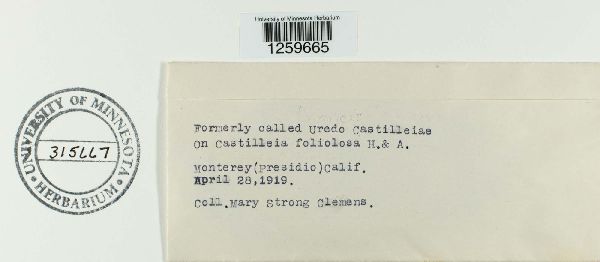 University of Minnesota Herbarium
1259665
UNIVERSITY OF MINNESOTA
315667
HERBARIUM
Formerly called Uredo Castilleiae
On Castilleia foliolosa H.& A.
Monterey(Presidio)Calif.
April 28,1919.
Coll.Mary Strong Clemens.